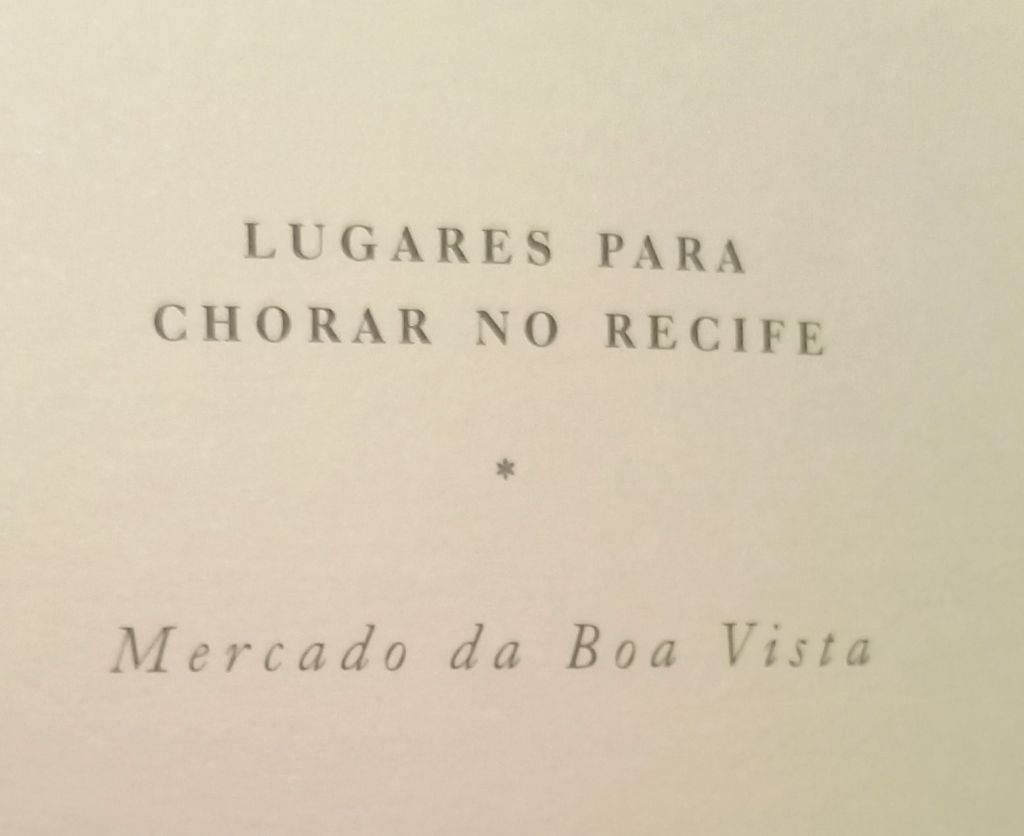 LUGARES PARA
CHORAR NO RECIFE
*
Mercado da Boa Vista